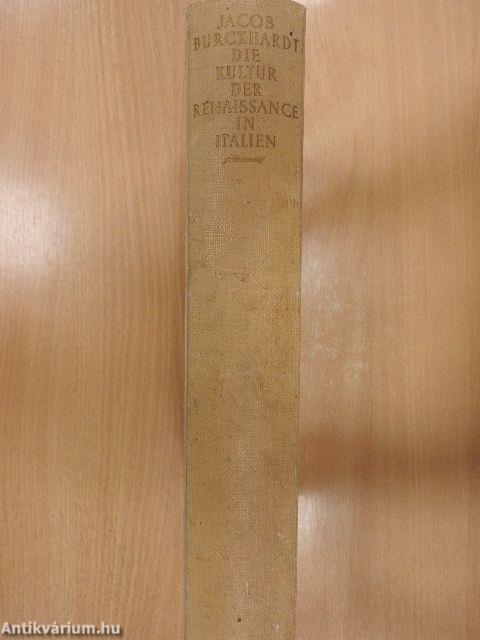 JACOB
BURCKHARDT
DIE
KULTUR
DER
RENAISSANCE
IN
ITALIEN
Antikvárium.hu